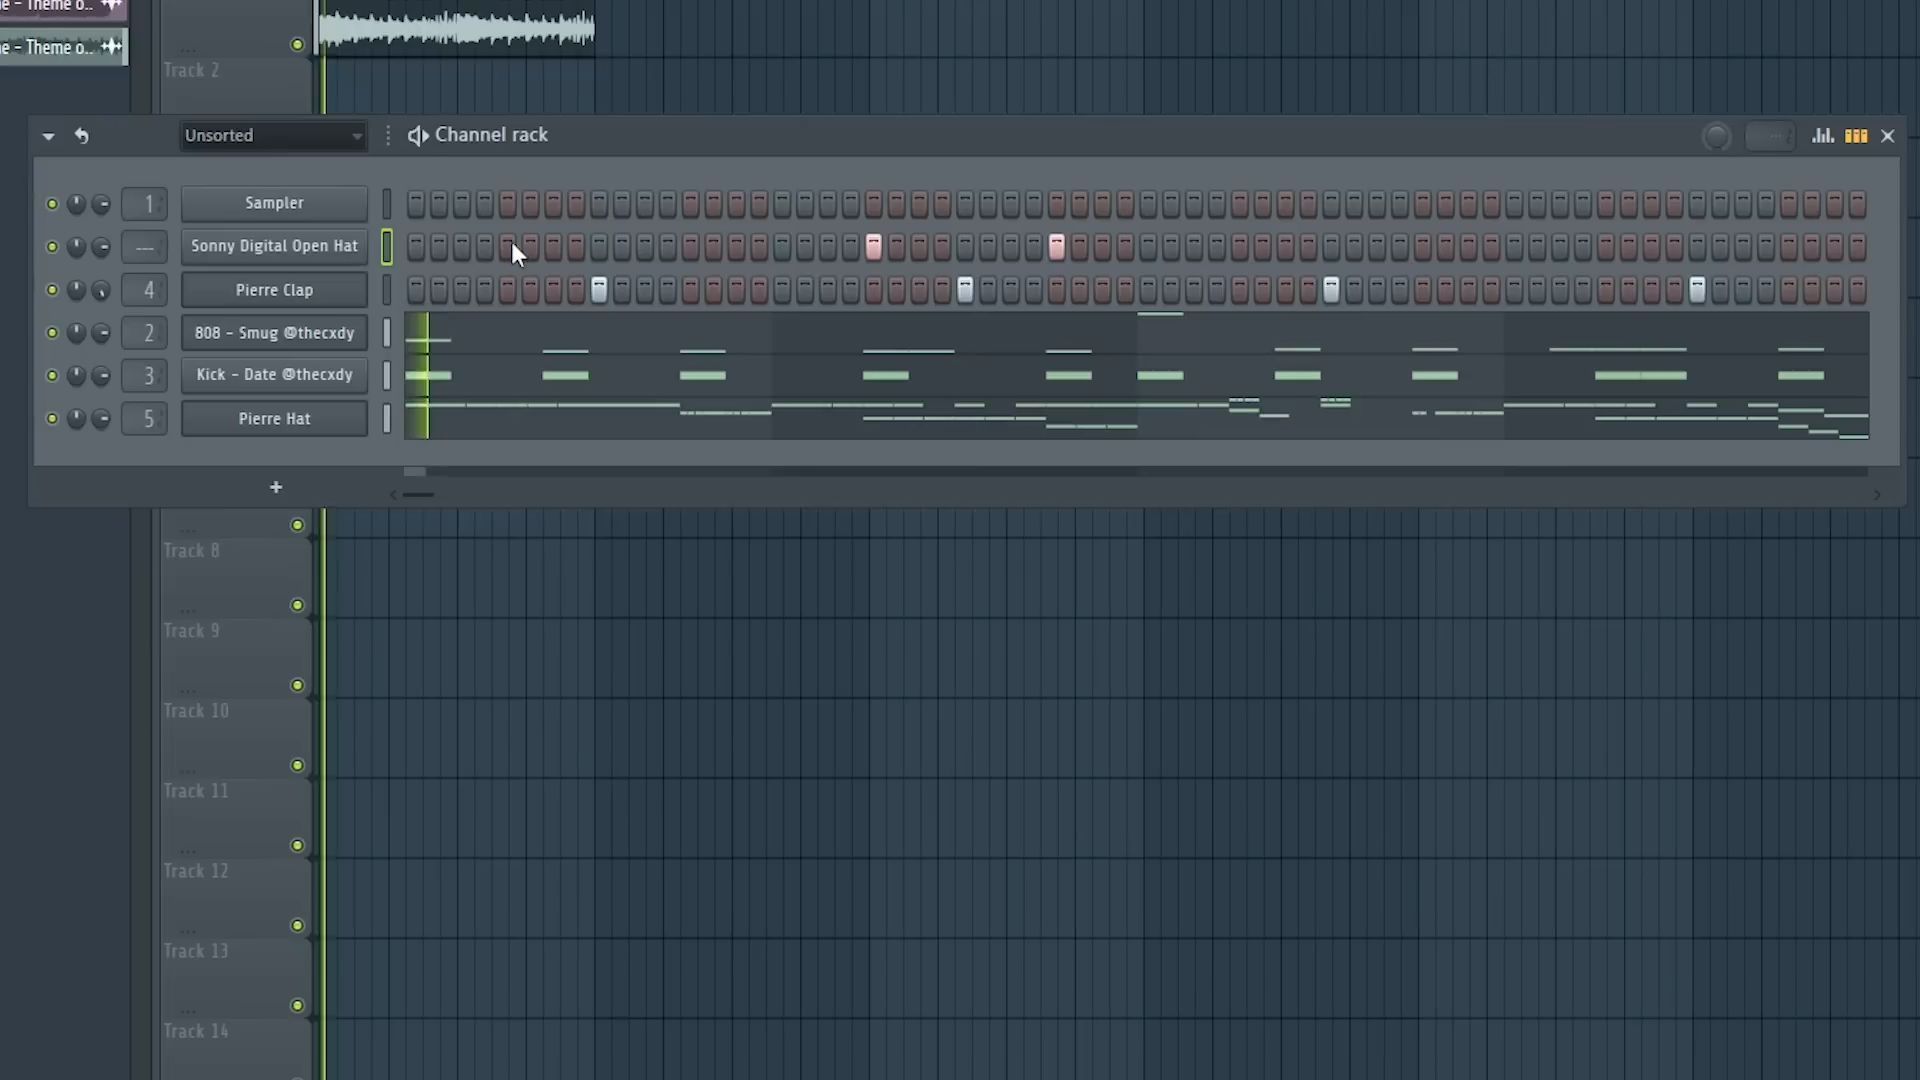 e - Theme o..
e - Theme o..
Track 2
Unsorted
Channel rack
1
Sampler
---
Sonny Digital Open Hat
4
Pierre Clap
2
808 - Smug @thecxdy
3
Kick - Date @thecxdy
5
Pierre Hat
+
Track 8
Track 9
Track 10
Track 11
Track 12
Track 13
Track 14